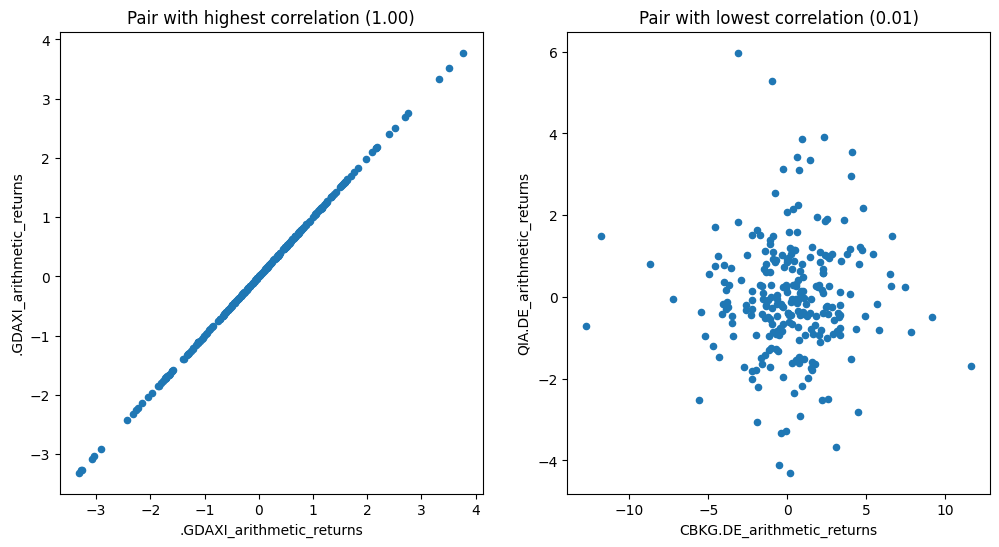 Pair with highest correlation (1.00)
4
3
2
1
0
−1
−2
−3
.GDAXI_arithmetic_returns
−3 −2 −1 0 1 2 3 4
.GDAXI_arithmetic_returns
Pair with lowest correlation (0.01)
6
4
2
0
−2
−4
QIA.DE_arithmetic_returns
−10 −5 0 5 10
CBKG.DE_arithmetic_returns